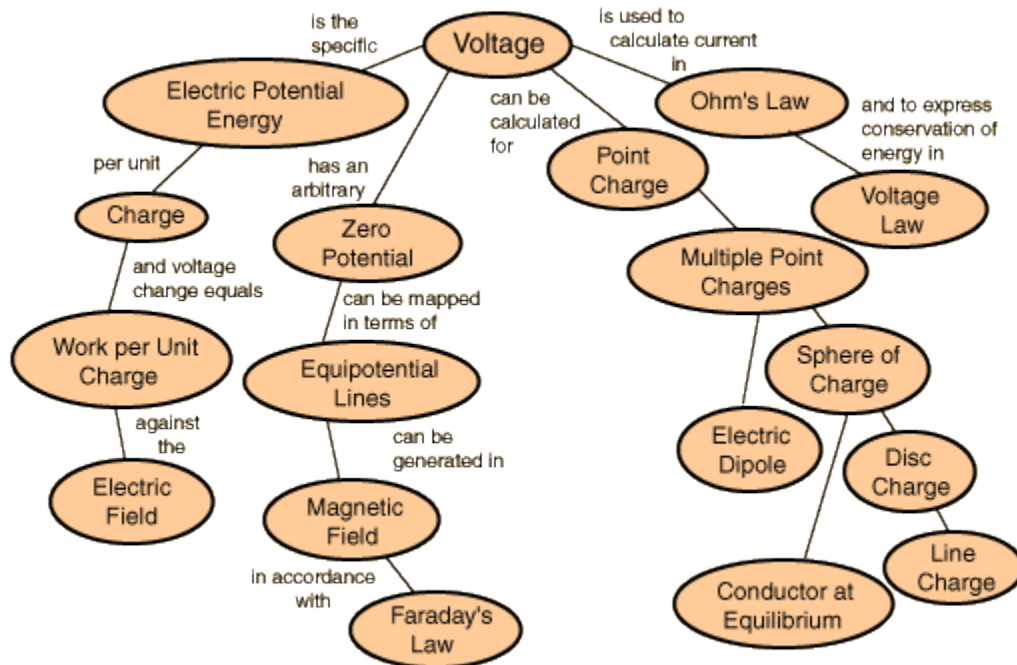 Voltage
is the
specific
Electric Potential
Energy
per unit
Charge
and voltage
change equals
Work per Unit
Charge
against
the
Electric
Field
has an
arbitrary
Zero
Potential
can be mapped
in terms of
Equipotential
Lines
can be
generated in
Magnetic
Field
in accordance
with
Faraday's
Law
can be
calculated
for
Point
Charge
Multiple Point
Charges
Electric
Dipole
Sphere of
Charge
Conductor at
Equilibrium
Disc
Charge
Line
Charge
is used to
calculate current
in
Ohm's Law
and to express
conservation of
energy in
Voltage
Law